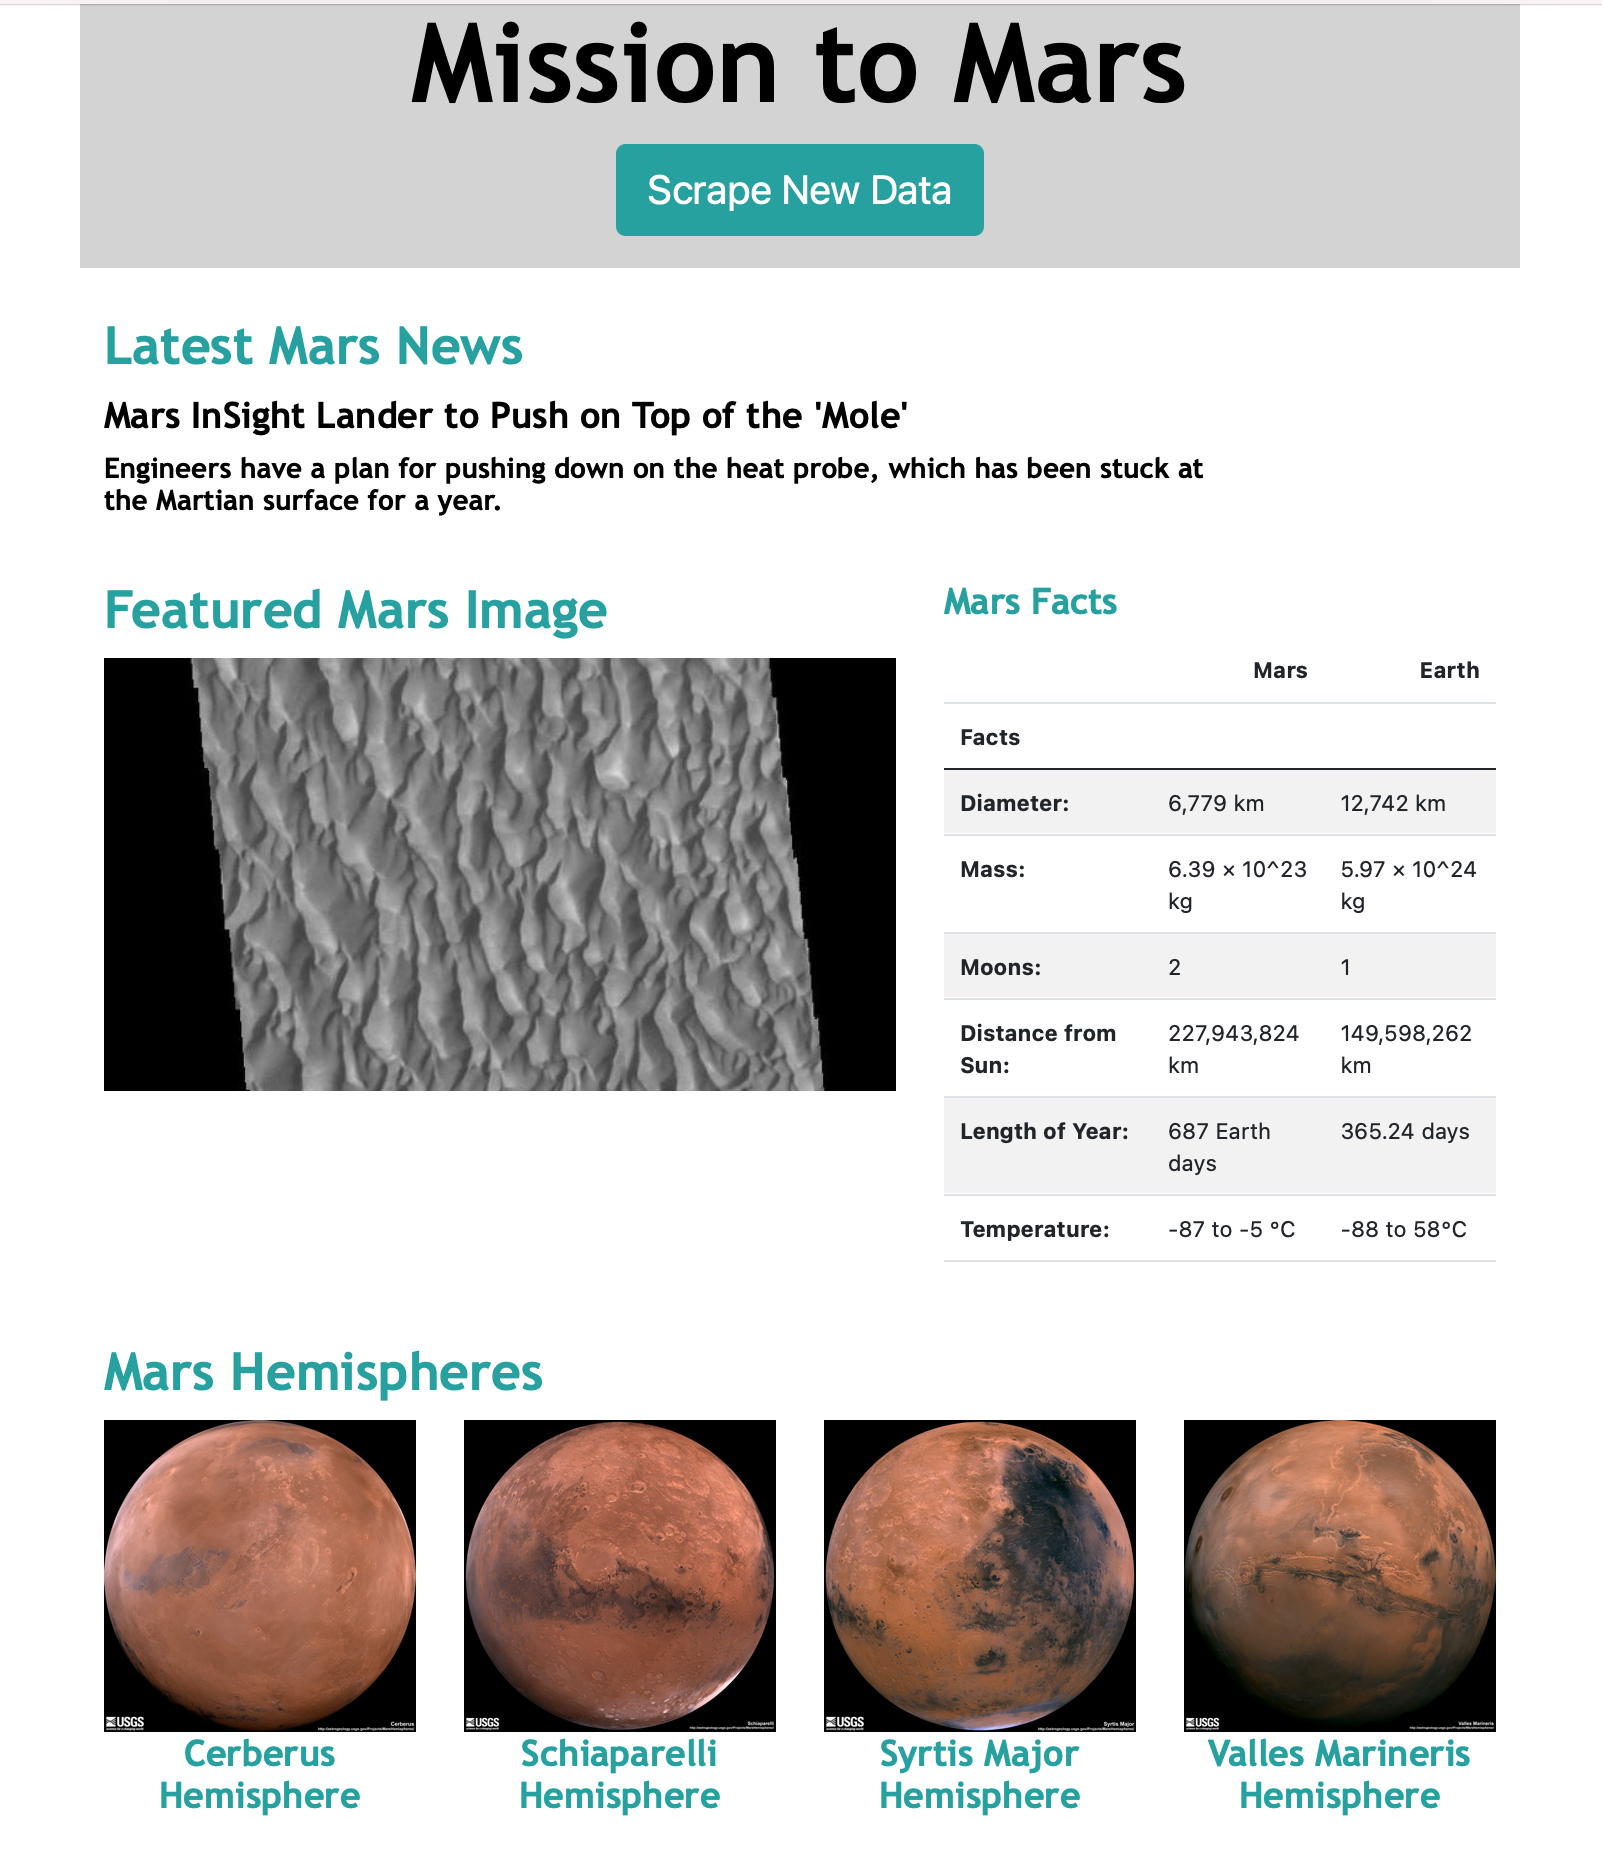 Mission to Mars
Scrape New Data
Latest Mars News
Mars InSight Lander to Push on Top of the 'Mole'
Engineers have a plan for pushing down on the heat probe, which has been stuck at
the Martian surface for a year.
Featured Mars Image
Mars Facts
Mars Earth
Facts
Diameter: 6,779 km 12,742 km
Mass: 6.39 × 10^23 5.97 × 10^24
kg kg
Moons: 2 1
Distance from 227,943,824 149,598,262
Sun: km km
Length of Year: 687 Earth 365.24 days
days
Temperature: -87 to -5 °C -88 to 58°C
Mars Hemispheres
USGS Cerberus
USGS Schiaparelli
USGS Syrtis Major
USGS Valles Marineris
Cerberus
Hemisphere
Schiaparelli
Hemisphere
Syrtis Major
Hemisphere
Valles Marineris
Hemisphere